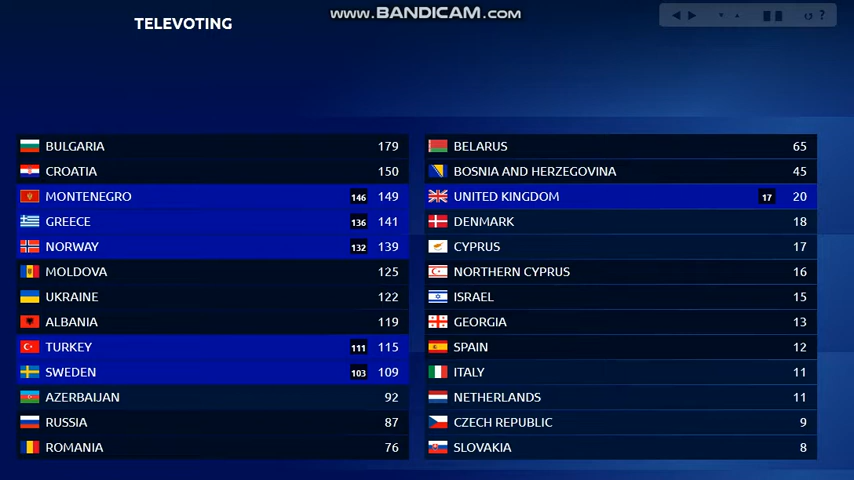 www.BANDICAM.com
TELEVOTING
?
BULGARIA 179
CROATIA 150
MONTENEGRO 146 149
GREECE 136 141
NORWAY 132 139
MOLDOVA 125
UKRAINE 122
ALBANIA 119
TURKEY 111 115
SWEDEN 103 109
AZERBAIJAN 92
RUSSIA 87
ROMANIA 76
BELARUS 65
BOSNIA AND HERZEGOVINA 45
UNITED KINGDOM 17 20
DENMARK 18
CYPRUS 17
NORTHERN CYPRUS 16
ISRAEL 15
GEORGIA 13
SPAIN 12
ITALY 11
NETHERLANDS 11
CZECH REPUBLIC 9
SLOVAKIA 8